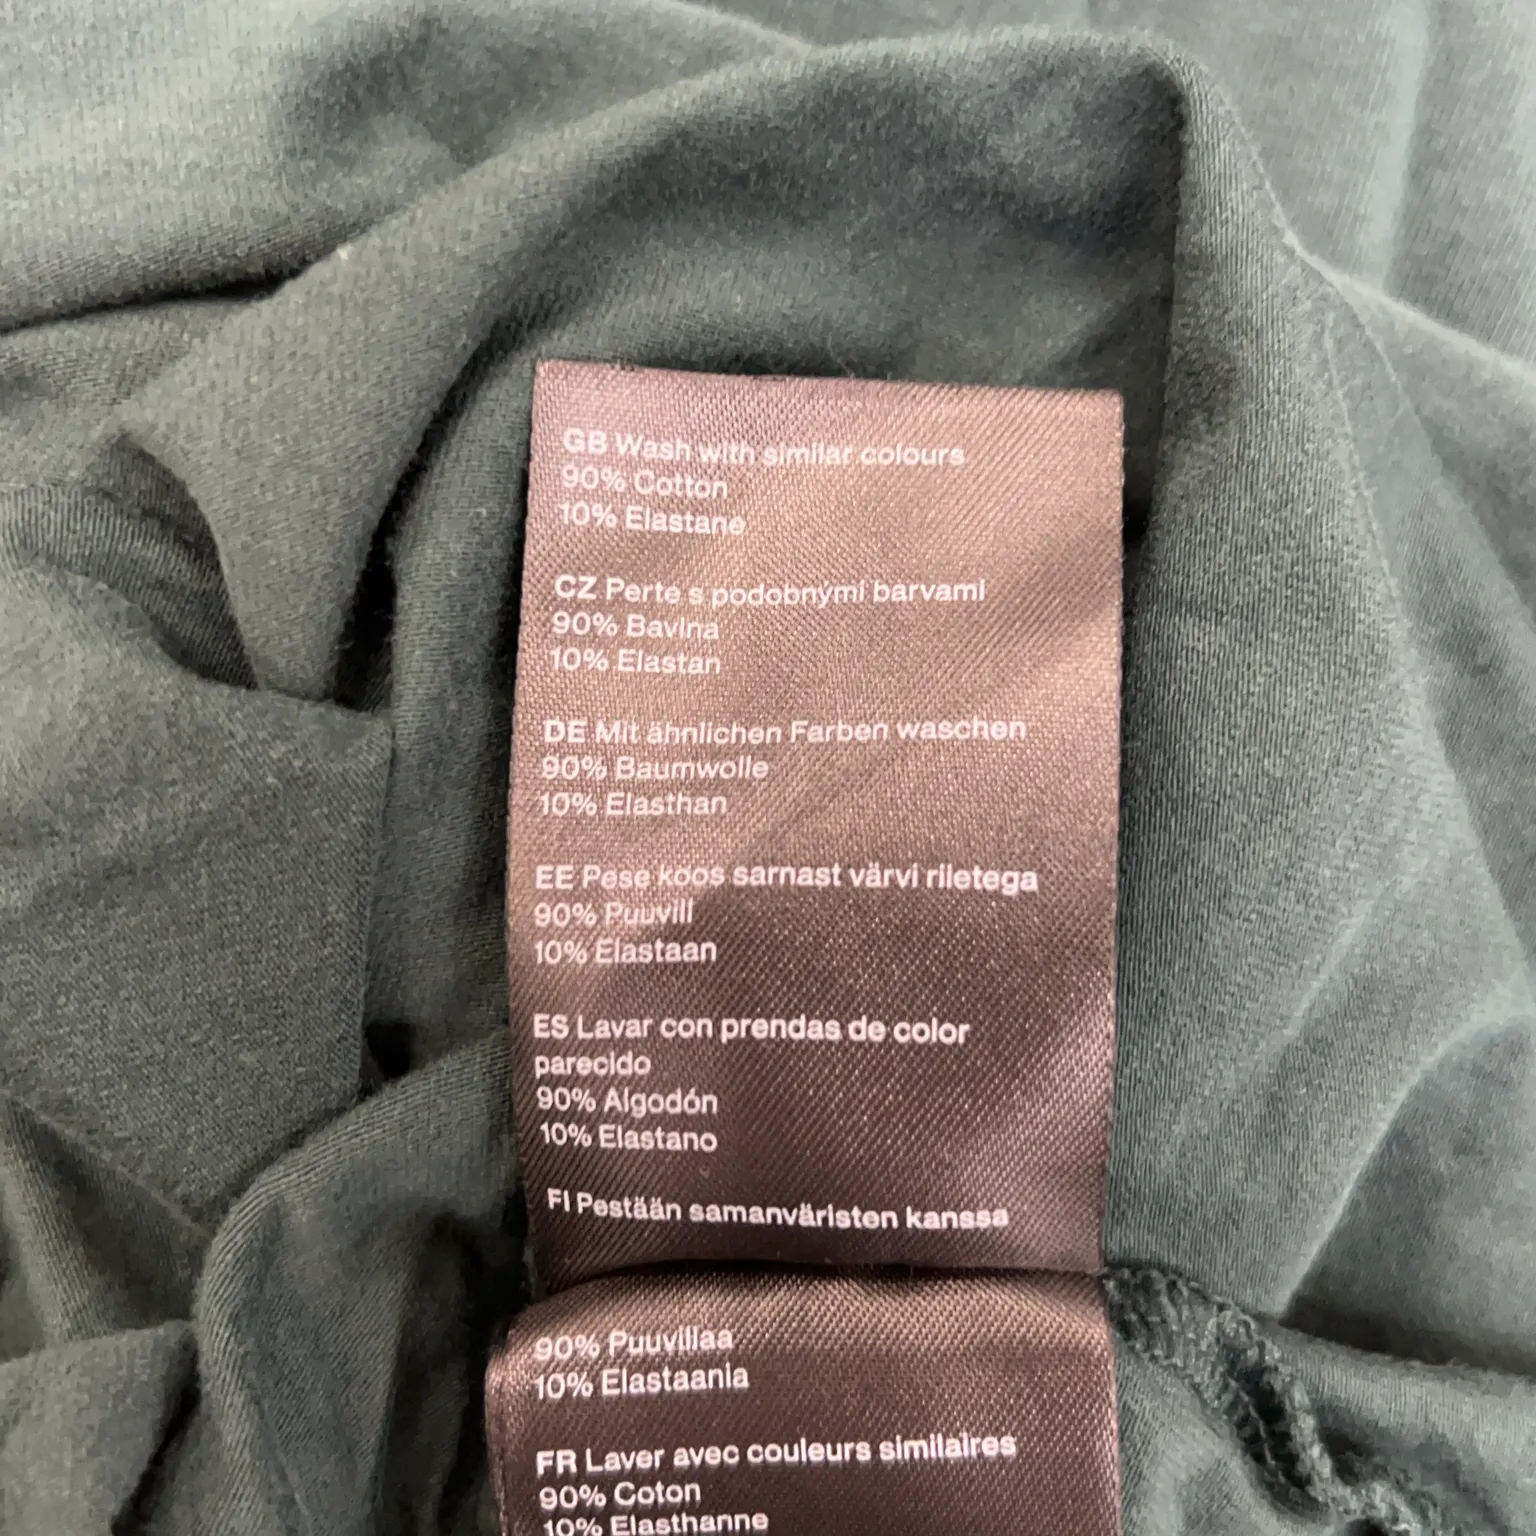 GB Wash with similar colours
90% Cotton
10% Elastane
CZ Perte s podobnými barvami
90% Bavlna
10% Elastan
DE Mit ähnlichen Farben waschen
90% Baumwolle
10% Elasthan
EE Pese koos sarnast värvi riietega
90% Puuvill
10% Elastaan
ES Lavar con prendas de color
parecido
90% Algodón
10% Elastano
FI Pestään samanväristen kanssa
90% Puuvillaa
10% Elastaania
FR Laver avec couleurs similaires
90% Coton
10% Elasthanne